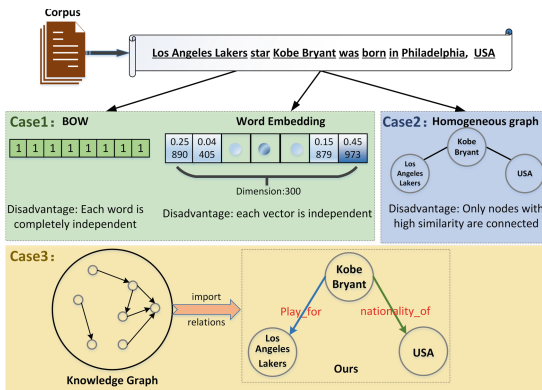 Corpus
Los Angeles Lakers star Kobe Bryant was born in Philadelphia, USA
Case1: BOW
Word Embedding
1 1 1 1 1 1 1 1
0.25 0.04 0.15 0.45
890 405 879 973
Dimension:300
Disadvantage: Each word is
completely independent
Disadvantage: each vector is independent
Case2: Homogeneous graph
Kobe
Bryant
Los
Angeles
Lakers
USA
Disadvantage: Only nodes with
high similarity are connected
Case3:
Knowledge Graph
import
relations
Kobe
Bryant
Play_for
nationality_of
Los
Angeles
Lakers
USA
Ours